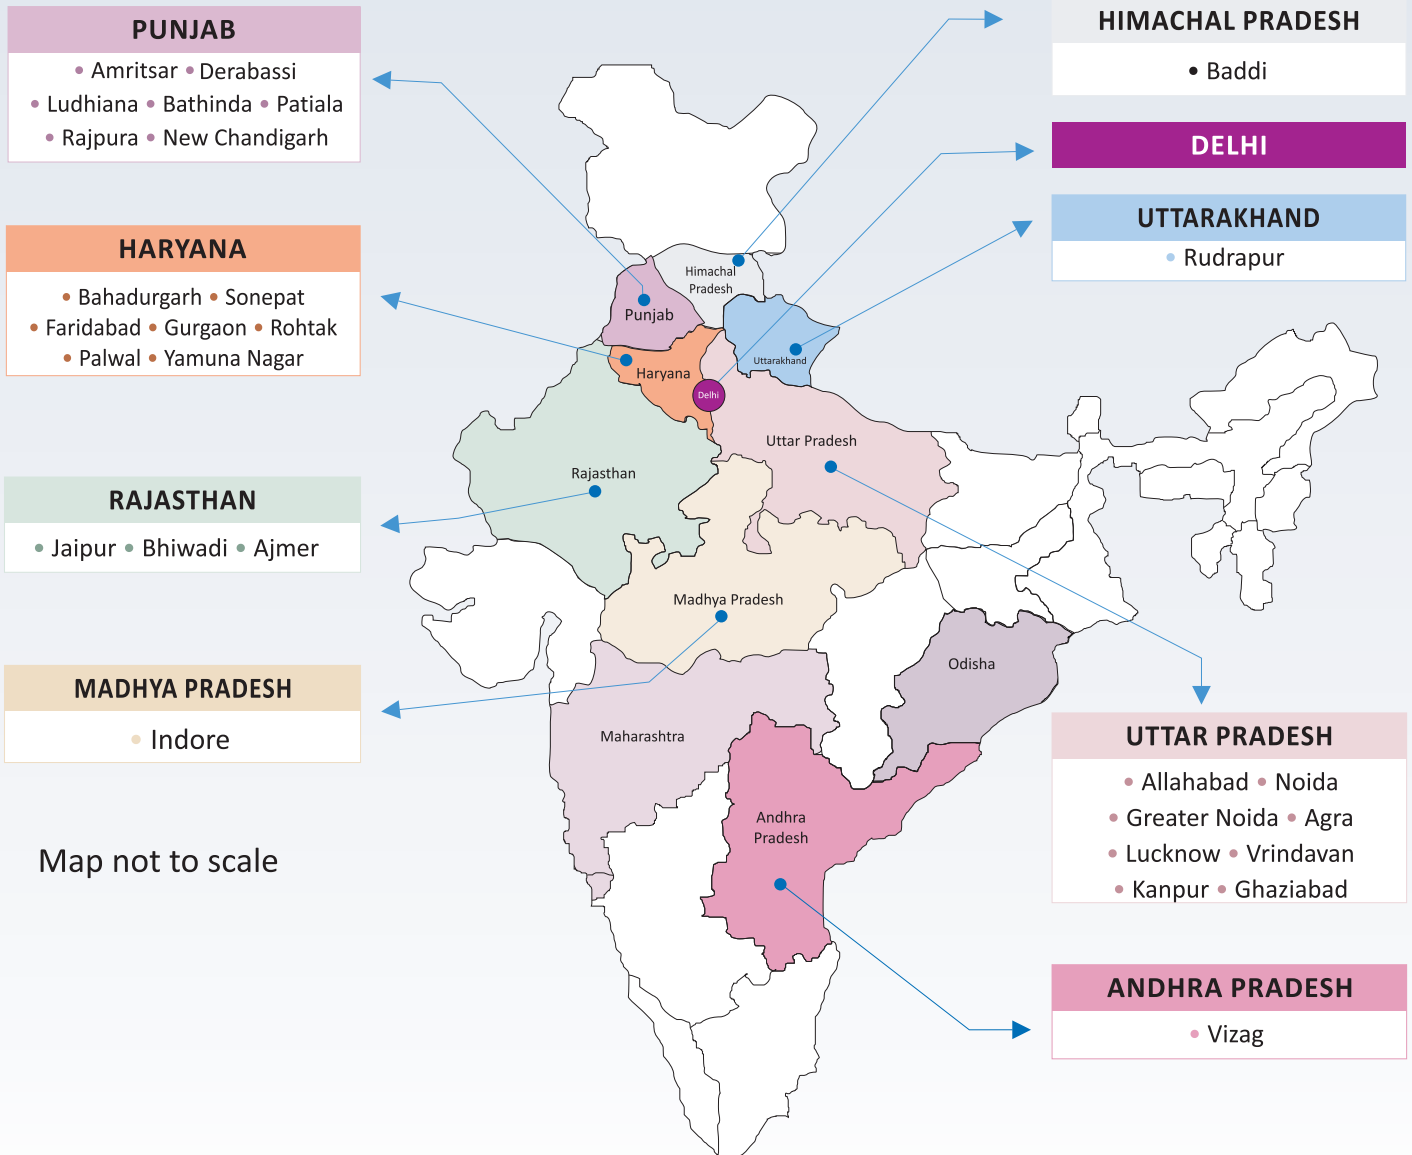 PUNJAB
• Amritsar • Derabassi
• Ludhiana • Bathinda • Patiala
• Rajpura • New Chandigarh
HARYANA
• Bahadurgarh • Sonepat
• Faridabad • Gurgaon • Rohtak
• Palwal • Yamuna Nagar
RAJASTHAN
• Jaipur • Bhiwadi • Ajmer
MADHYA PRADESH
• Indore
Map not to scale
Himachal
Pradesh
Punjab
Uttarakhand
Haryana
Delhi
Uttar Pradesh
Rajasthan
Madhya Pradesh
Odisha
Maharashtra
Andhra
Pradesh
HIMACHAL PRADESH
• Baddi
DELHI
UTTARAKHAND
• Rudrapur
UTTAR PRADESH
• Allahabad • Noida
• Greater Noida • Agra
• Lucknow • Vrindavan
• Kanpur • Ghaziabad
ANDHRA PRADESH
• Vizag